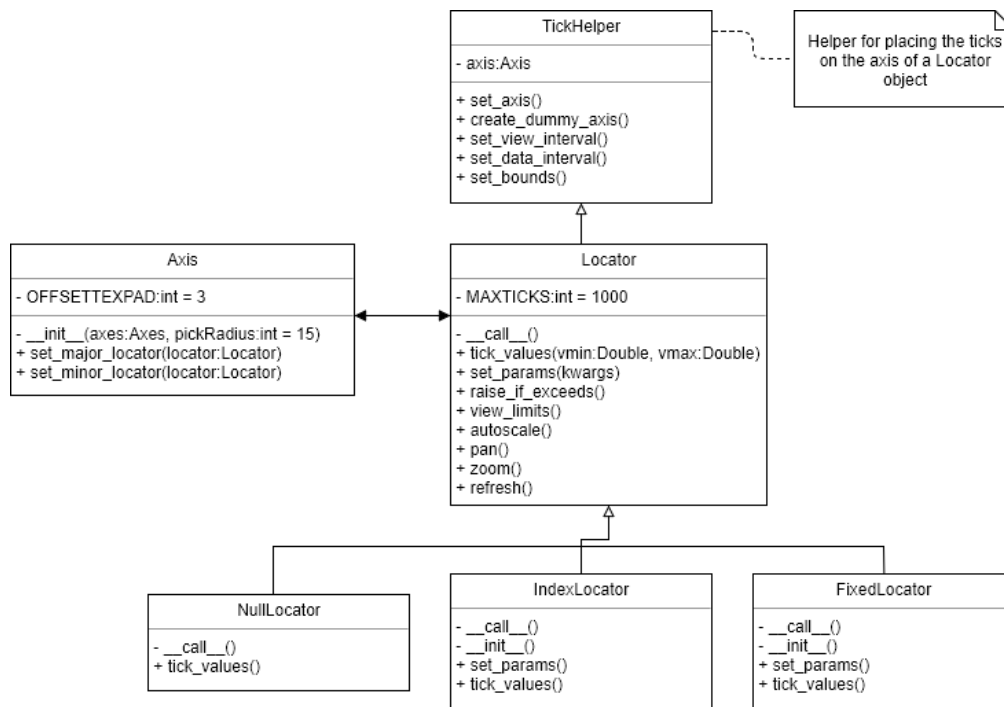 TickHelper
- axis:Axis
+ set_axis()
+ create_dummy_axis()
+ set_view_interval()
+ set_data_interval()
+ set_bounds()
Helper for placing the ticks
on the axis of a Locator
object
Axis
- OFFSETTEXPAD:int = 3
- __init__(axes:Axes, pickRadius:int = 15)
+ set_major_locator(locator:Locator)
+ set_minor_locator(locator:Locator)
Locator
- MAXTICKS:int = 1000
- __call__()
+ tick_values(vmin:Double, vmax:Double)
+ set_params(kwargs)
+ raise_if_exceeds()
+ view_limits()
+ autoscale()
+ pan()
+ zoom()
+ refresh()
NullLocator
- __call__()
+ tick_values()
IndexLocator
- __call__()
- __init__()
+ set_params()
+ tick_values()
FixedLocator
- __call__()
- __init__()
+ set_params()
+ tick_values()